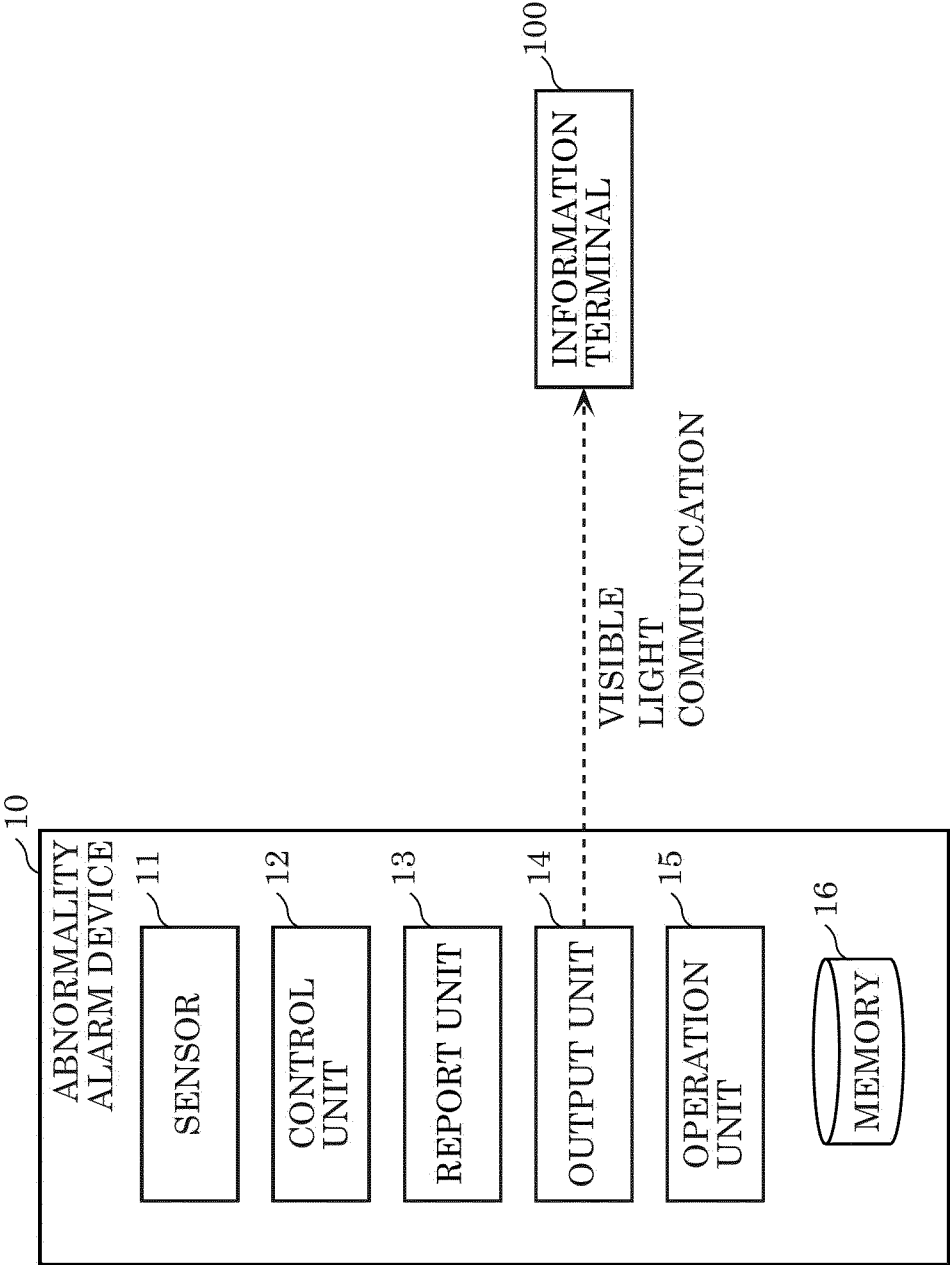 10
ABNORMALITY
ALARM DEVICE
11
SENSOR
12
CONTROL
UNIT
13
REPORT UNIT
14
OUTPUT UNIT
15
OPERATION
UNIT
16
MEMORY
VISIBLE
LIGHT
COMMUNICATION
100
INFORMATION
TERMINAL